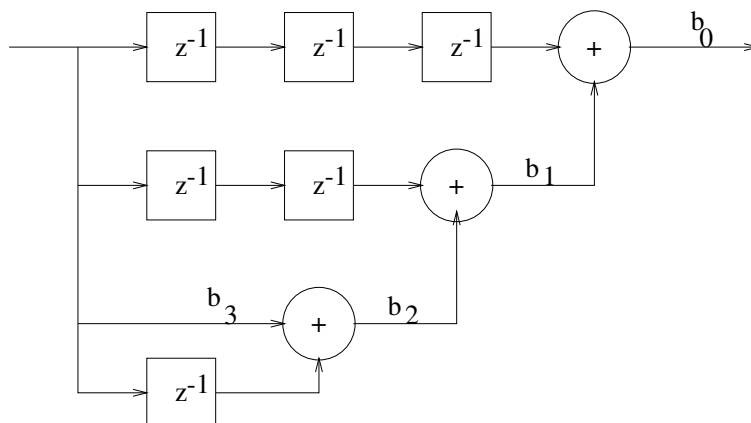 z⁻¹ z⁻¹ z⁻¹ + b₀
z⁻¹ z⁻¹ + b₁
b₃ + b₂
z⁻¹